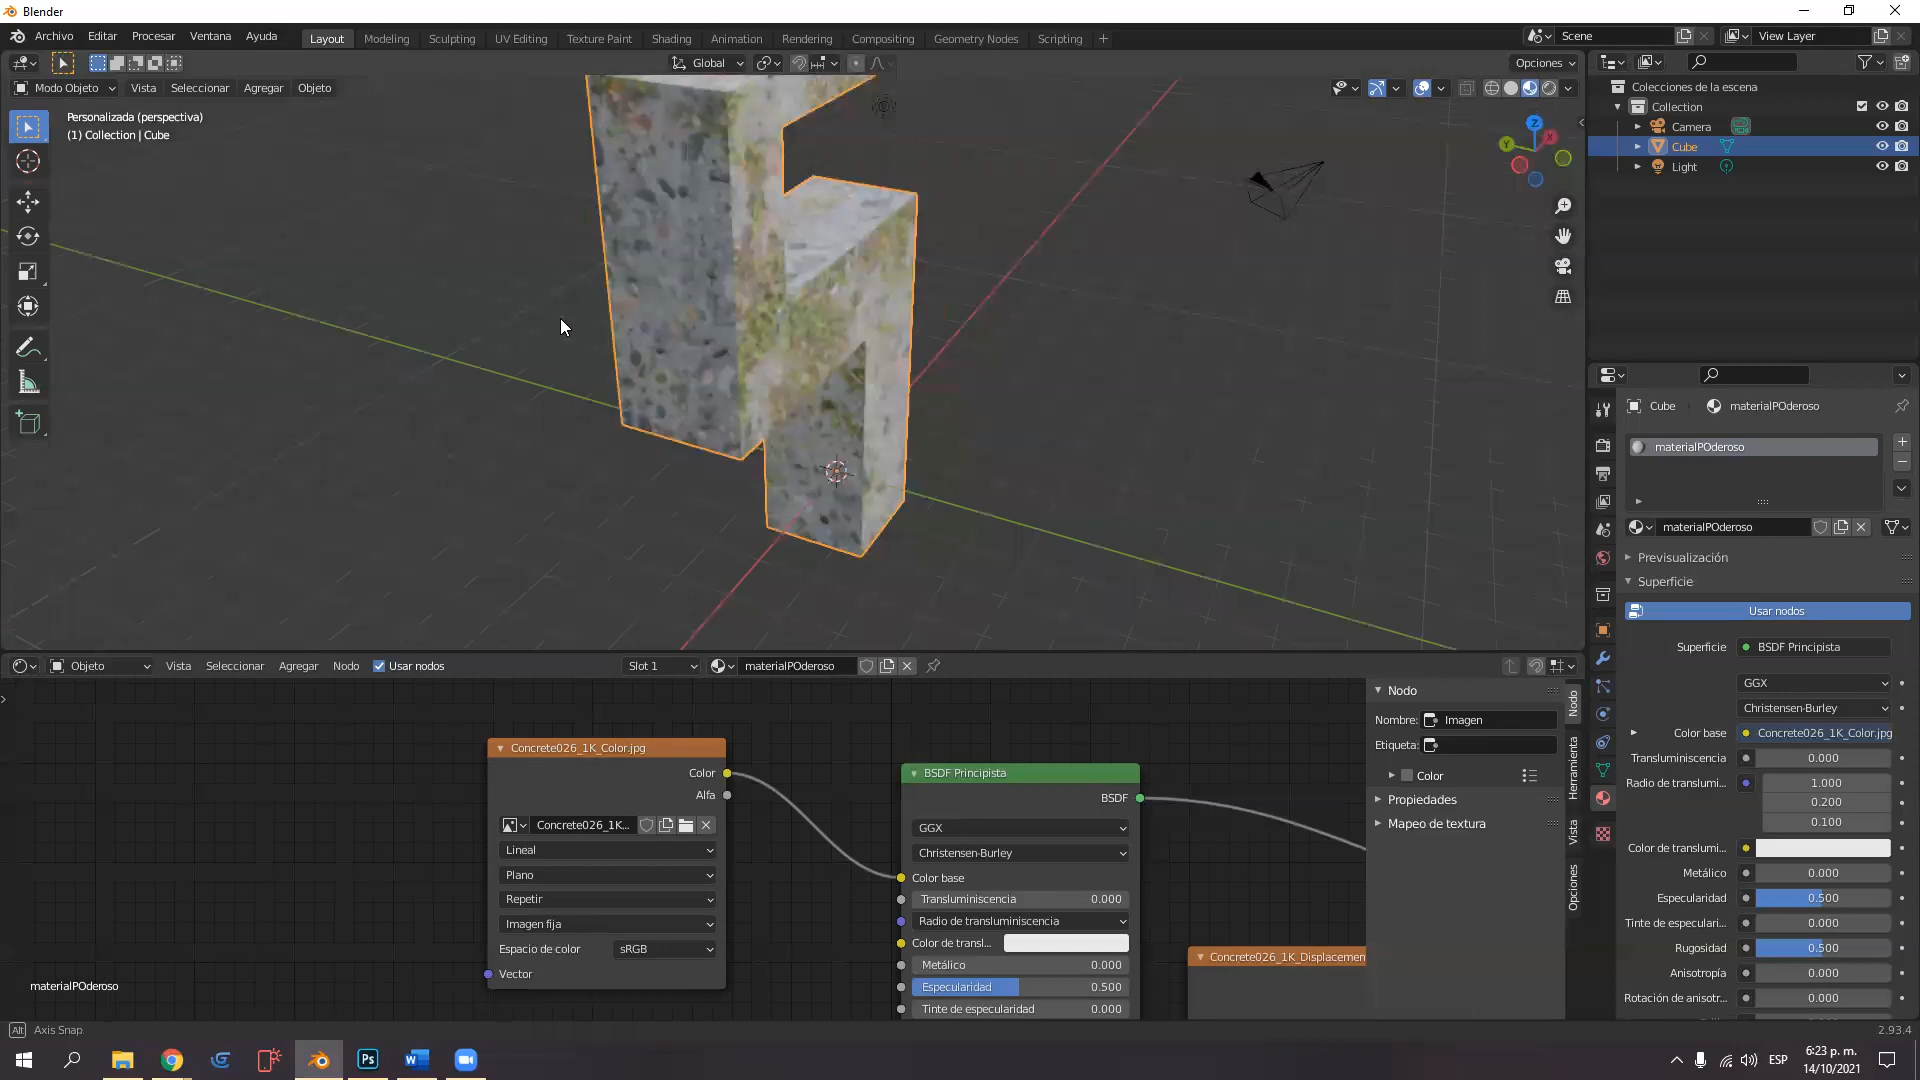 Blender
Archivo Editar Procesar Ventana Ayuda
Layout Modeling Sculpting UV Editing Texture Paint Shading Animation Rendering Compositing Geometry Nodes Scripting
Scene
View Layer
Global
Opciones
Modo Objeto Vista Seleccionar Agregar Objeto
Personalizada (perspectiva)
(1) Collection | Cube
Z
X
Y
Colecciones de la escena
Collection
Camera
Cube
Light
Cube materialPOderoso
materialPOderoso
materialPOderoso
Previsualización
Superficie
Usar nodos
Superficie BSDF Principista
GGX
Christensen-Burley
Color base Concrete026_1K_Color.jpg
Transluminiscencia 0.000
Radio de translumi... 1.000
0.200
0.100
Color de translumi...
Metálico 0.000
Especularidad 0.500
Tinte de especulari... 0.000
Rugosidad 0.500
Anisotropía 0.000
Rotación de anisotr... 0.000
Objeto Vista Seleccionar Agregar Nodo Usar nodos Slot 1 materialPOderoso
Concrete026_1K_Color.jpg
Color
Alfa
Concrete026_1K...
Lineal
Plano
Repetir
Imagen fija
Espacio de color sRGB
Vector
BSDF Principista
BSDF
GGX
Christensen-Burley
Color base
Transluminiscencia 0.000
Radio de transluminiscencia
Color de transl...
Metálico 0.000
Especularidad 0.500
Tinte de especularidad 0.000
Concrete026_1K_Displacemen
Nodo
Nombre: Imagen
Etiqueta:
Color
Propiedades
Mapeo de textura
Nodo
Herramienta
Vista
Opciones
materialPOderoso
Alt Axis Snap
2.93.4
Ps
ESP
6:23 p. m.
14/10/2021